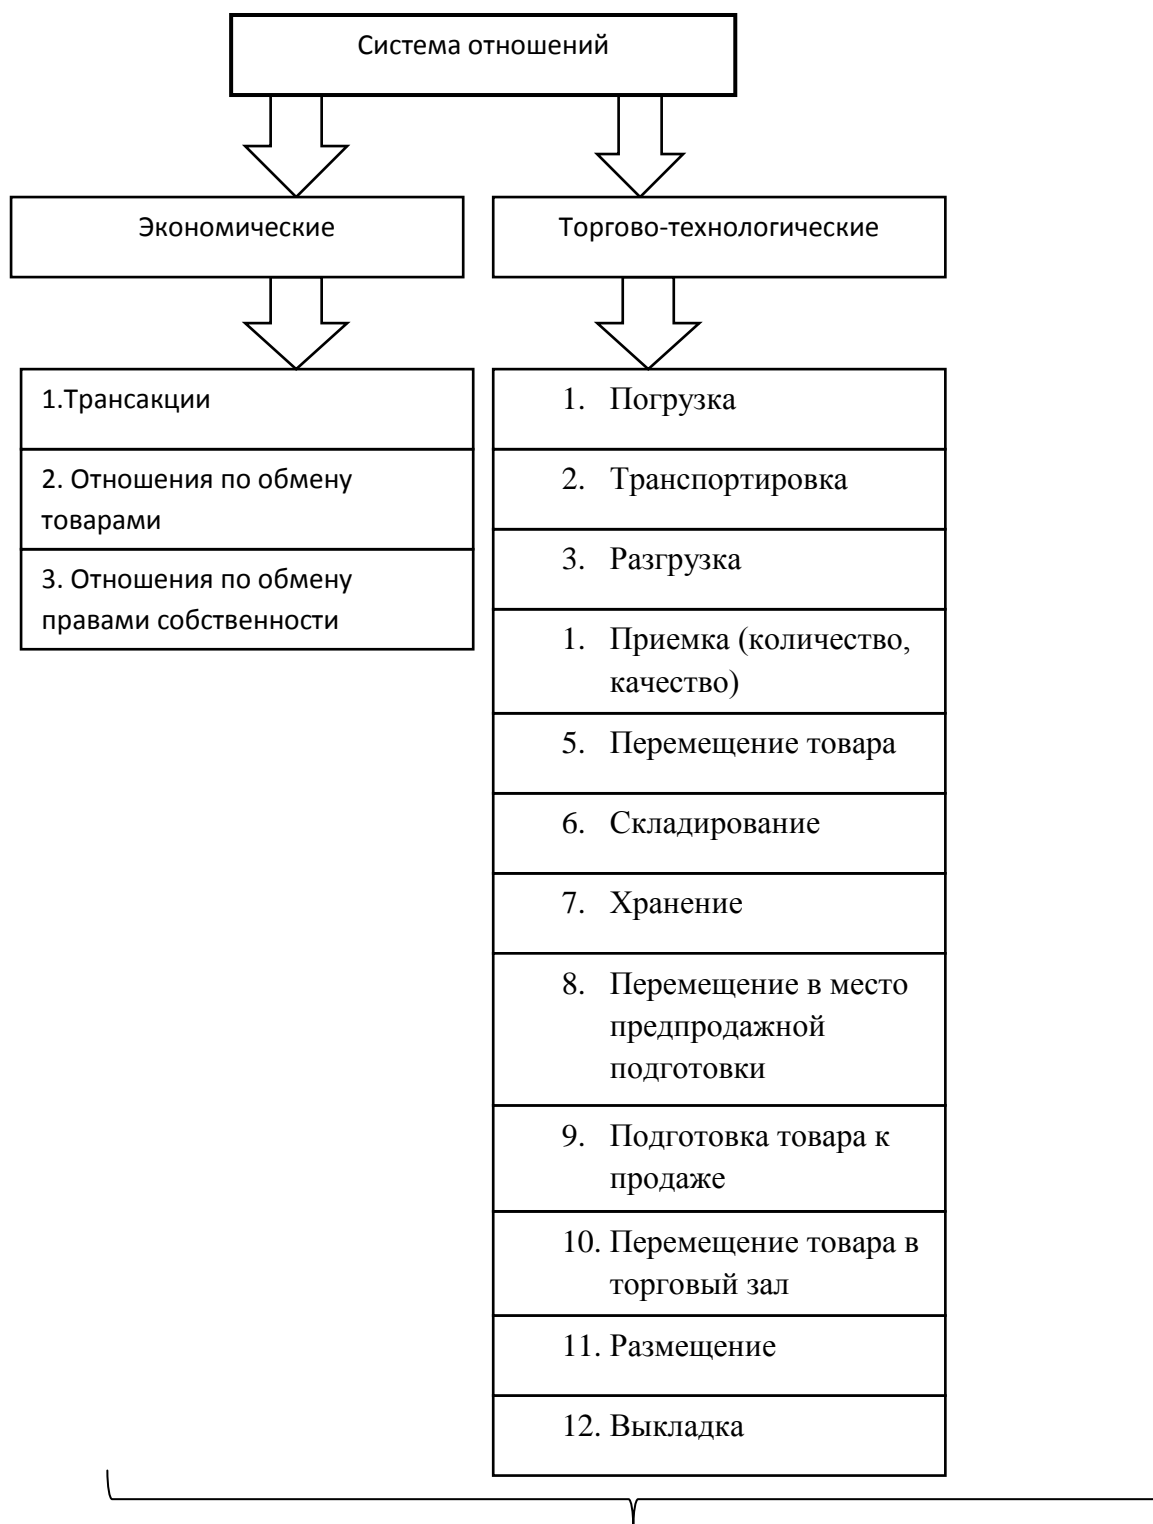 Система отношений
Экономические
Торгово-технологические
1.Трансакции
2. Отношения по обмену
товарами
3. Отношения по обмену
правами собственности
1. Погрузка
2. Транспортировка
3. Разгрузка
1. Приемка (количество,
качество)
5. Перемещение товара
6. Складирование
7. Хранение
8. Перемещение в место
предпродажной
подготовки
9. Подготовка товара к
продаже
10. Перемещение товара в
торговый зал
11. Размещение
12. Выкладка